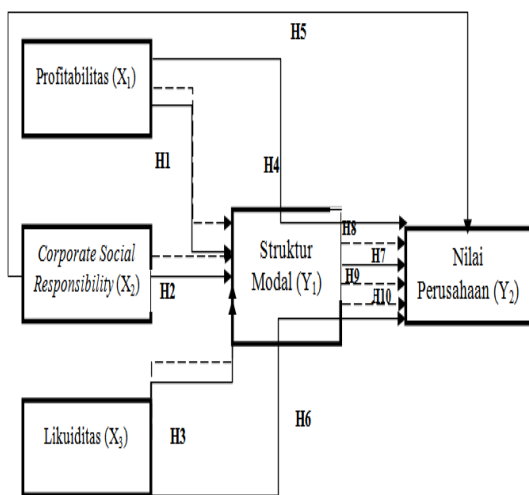 H5
Profitabilitas (X₁)
H1
H4
Corporate Social
Responsibility (X₂)
H2
Struktur
Modal (Y₁)
H8
H7
H9
H10
Nilai
Perusahaan (Y₂)
Likuiditas (X₃)
H3
H6